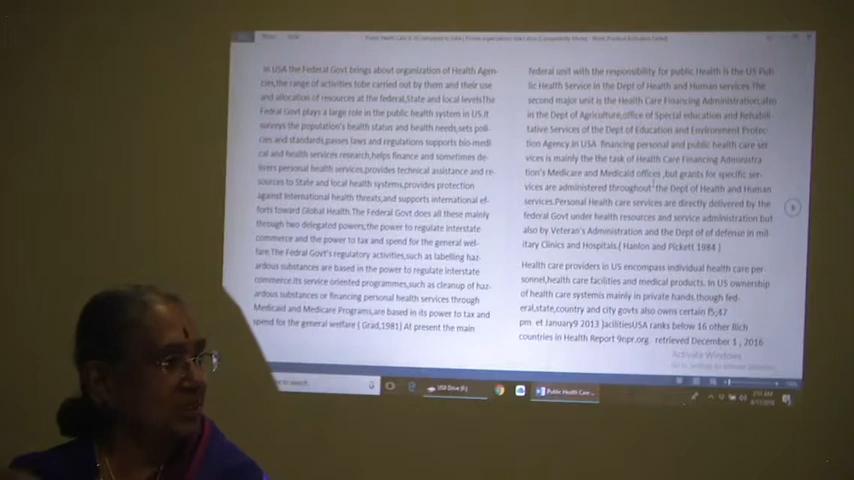 Public Health Care in US compared to
In USA the Federal Govt brings about organization of Health Agen-
cies,the range of activities tobe carried out by them and their use
and allocation of resources at the federal,State and local levelsThe
Fedral Govt plays a large role in the public health system in US.It
surveys the population's health status and health needs,sets poli-
cies and standards,passes laws and regulations supports bio-medi
cal and health services research,helps finance and sometimes de-
livers personal health services,provides technical assistance and re-
sources to State and local health systems,provides protection
against International health threats,and supports international ef-
forts toward Global Health.The Federal Govt does all these mainly
through two delegated powers,the power to regulate interstate
commerce and the power to tax and spend for the general wel-
fare.The Fedral Govt's regulatory activities,such as labelling haz-
ardous substances are based in the power to regulate interstate
commerce.its service oriented programmes,such as cleanup of haz-
ardous substances or financing personal health services through
Medicaid and Medicare Programs,are based in its power to tax and
spend for the general welfare ( Grad,1981) At present the main
federal unit with the responsibility for public Health is the US Pub
lic Health Service in the Dept of Health and Human services.The
second major unit is the Health Care Financing Administration,also
in the Dept of Agriculture,office of Special education and Rehabili-
tative Services of the Dept of Education and Environment Protec-
tion Agency.in USA financing personal and public health care ser
vices is mainly the the task of Health Care Financing Administra
tion's Medicare and Medicaid offices ,but grants for specific ser-
vices are administered throughout the Dept of Health and Human
services.Personal Health care services are directly delivered by the
federal Govt under health resources and service administration but
also by Veteran's Administration and the Dept of of defense in mil-
itary Clinics and Hospitals.( Hanlon and Pickett 1984 )
Health care providers in US encompass individual health care per-
sonnel,health care facilities and medical products. In US ownership
of health care systemis mainly in private hands.though fed-
eral,state,country and city govts also owns certain f5;47
pm et January9 2013 )acilitiesUSA ranks below 16 other Rich
countries in Health Report 9npr.org retrieved December 1 , 2016
Activate Windows
to search
USB Drive (F:)
Public Health Care ...